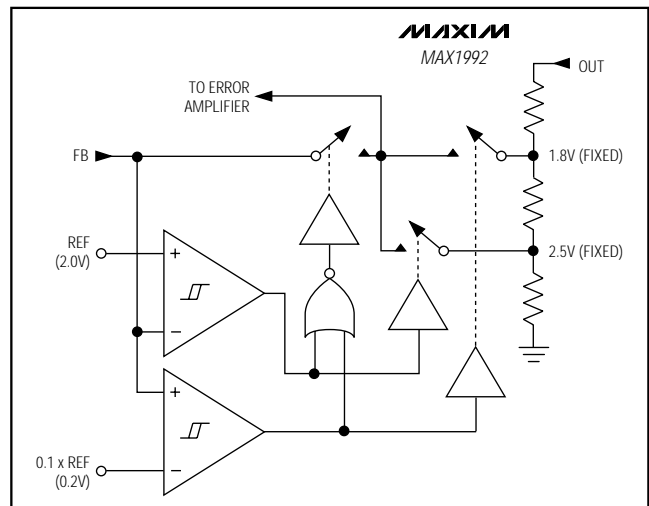 MAXIM
MAX1992
OUT
TO ERROR
AMPLIFIER
FB
1.8V (FIXED)
REF
(2.0V)
+
−
2.5V (FIXED)
+
−
0.1 x REF
(0.2V)